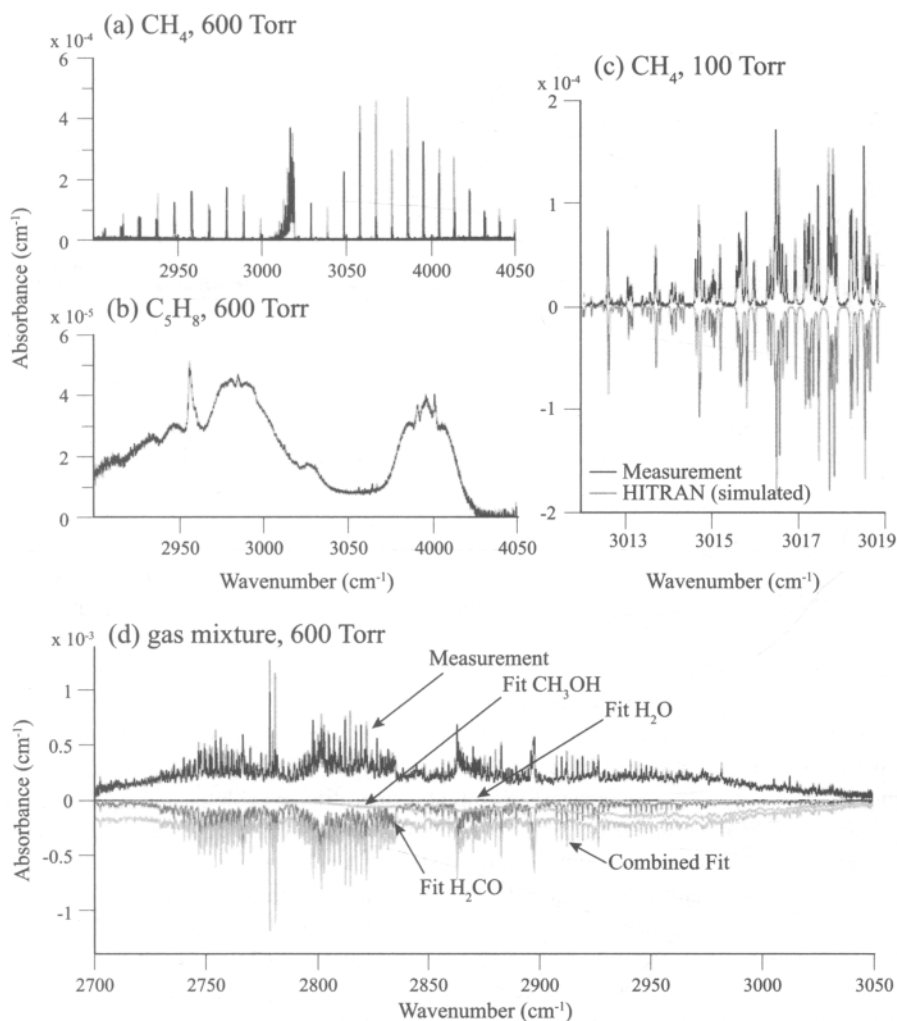 (a) CH₄, 600 Torr
x 10⁻⁴
6
4
2
0
2950 3000 3050 4000 4050
(b) C₅H₈, 600 Torr
x 10⁻⁵
6
4
2
0
2950 3000 3050 4000 4050
Wavenumber (cm⁻¹)
Absorbance (cm⁻¹)
(c) CH₄, 100 Torr
x 10⁻⁴
2
1
0
-1
-2
Measurement
HITRAN (simulated)
3013 3015 3017 3019
Wavenumber (cm⁻¹)
(d) gas mixture, 600 Torr
x 10⁻³
1
0.5
0
-0.5
-1
Absorbance (cm⁻¹)
Measurement
Fit CH₃OH
Fit H₂O
Fit H₂CO
Combined Fit
2700 2750 2800 2850 2900 2950 3000 3050
Wavenumber (cm⁻¹)